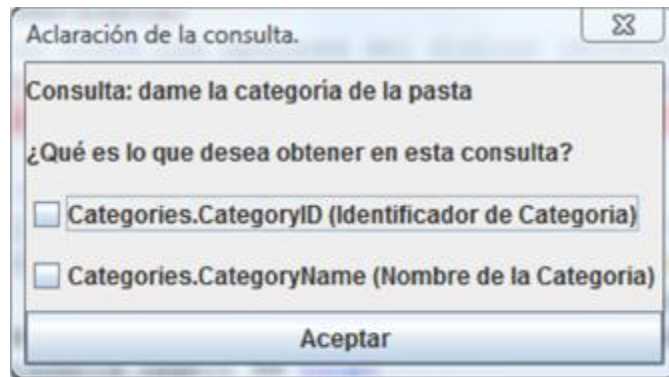 Aclaración de la consulta.
Consulta: dame la categoría de la pasta
¿Qué es lo que desea obtener en esta consulta?
Categories.CategoryID (Identificador de Categoria)
Categories.CategoryName (Nombre de la Categoria)
Aceptar